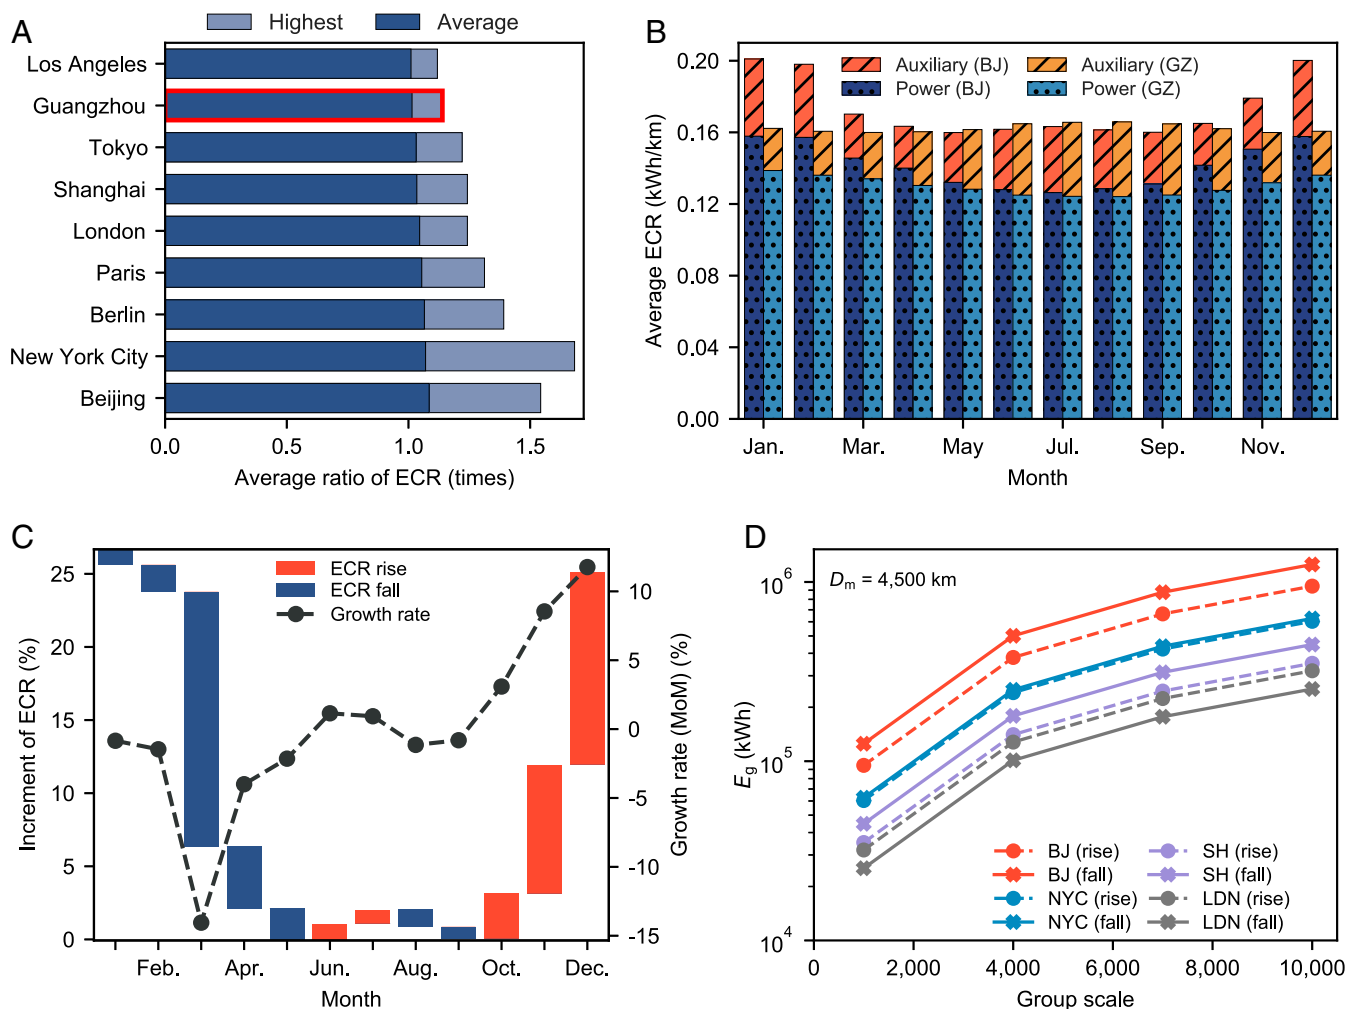 A
Highest
Average
Los Angeles
Guangzhou
Tokyo
Shanghai
London
Paris
Berlin
New York City
Beijing
0.0
0.5
1.0
1.5
Average ratio of ECR (times)
B
Auxiliary (BJ)
Auxiliary (GZ)
Power (BJ)
Power (GZ)
Average ECR (kWh/km)
0.20
0.16
0.12
0.08
0.04
0.00
Jan.
Mar.
May
Jul.
Sep.
Nov.
Month
C
ECR rise
ECR fall
Growth rate
Increment of ECR (%)
25
20
15
10
5
0
Growth rate (MoM) (%)
10
5
0
-5
-10
-15
Feb.
Apr.
Jun.
Aug.
Oct.
Dec.
Month
D
Dm = 4,500 km
Eg (kWh)
10^6
10^5
10^4
BJ (rise)
BJ (fall)
NYC (rise)
NYC (fall)
SH (rise)
SH (fall)
LDN (rise)
LDN (fall)
0
2,000
4,000
6,000
8,000
10,000
Group scale